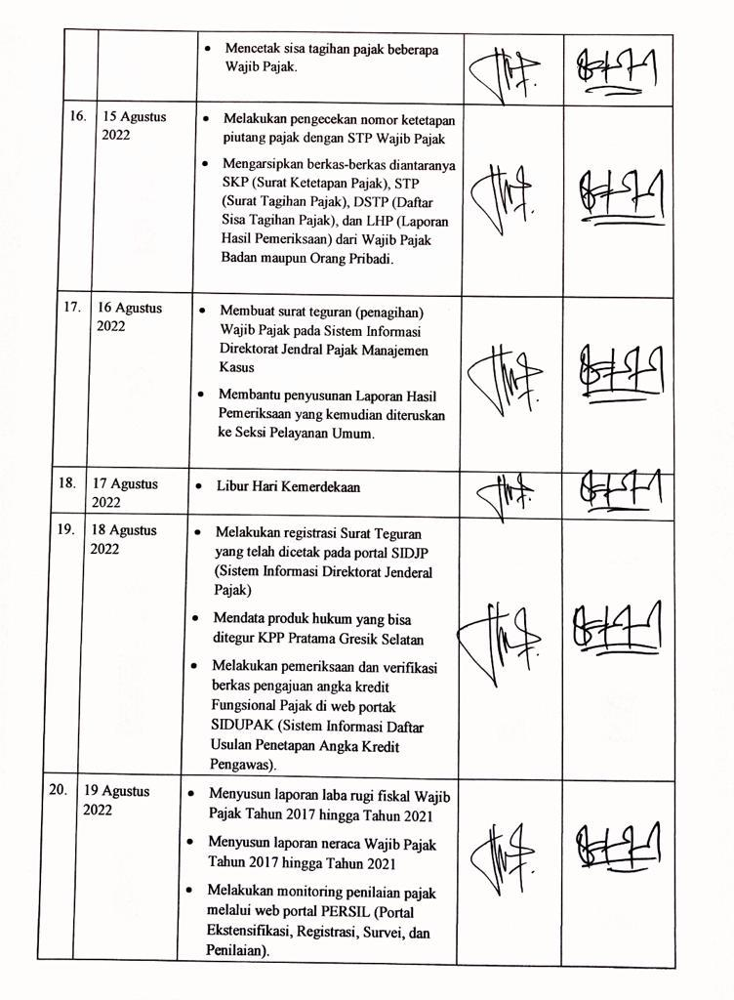 • Mencetak sisa tagihan pajak beberapa
Wajib Pajak.
16. 15 Agustus
2022
• Melakukan pengecekan nomor ketetapan
piutang pajak dengan STP Wajib Pajak
• Mengarsipkan berkas-berkas diantaranya
SKP (Surat Ketetapan Pajak), STP
(Surat Tagihan Pajak), DSTP (Daftar
Sisa Tagihan Pajak), dan LHP (Laporan
Hasil Pemeriksaan) dari Wajib Pajak
Badan maupun Orang Pribadi.
17. 16 Agustus
2022
• Membuat surat teguran (penagihan)
Wajib Pajak pada Sistem Informasi
Direktorat Jendral Pajak Manajemen
Kasus
• Membantu penyusunan Laporan Hasil
Pemeriksaan yang kemudian diteruskan
ke Seksi Pelayanan Umum.
18. 17 Agustus
2022
• Libur Hari Kemerdekaan
19. 18 Agustus
2022
• Melakukan registrasi Surat Teguran
yang telah dicetak pada portal SIDJP
(Sistem Informasi Direktorat Jenderal
Pajak)
• Mendata produk hukum yang bisa
ditegur KPP Pratama Gresik Selatan
• Melakukan pemeriksaan dan verifikasi
berkas pengajuan angka kredit
Fungsional Pajak di web portak
SIDUPAK (Sistem Informasi Daftar
Usulan Penetapan Angka Kredit
Pengawas).
20. 19 Agustus
2022
• Menyusun laporan laba rugi fiskal Wajib
Pajak Tahun 2017 hingga Tahun 2021
• Menyusun laporan neraca Wajib Pajak
Tahun 2017 hingga Tahun 2021
• Melakukan monitoring penilaian pajak
melalui web portal PERSIL (Portal
Ekstensifikasi, Registrasi, Survei, dan
Penilaian).